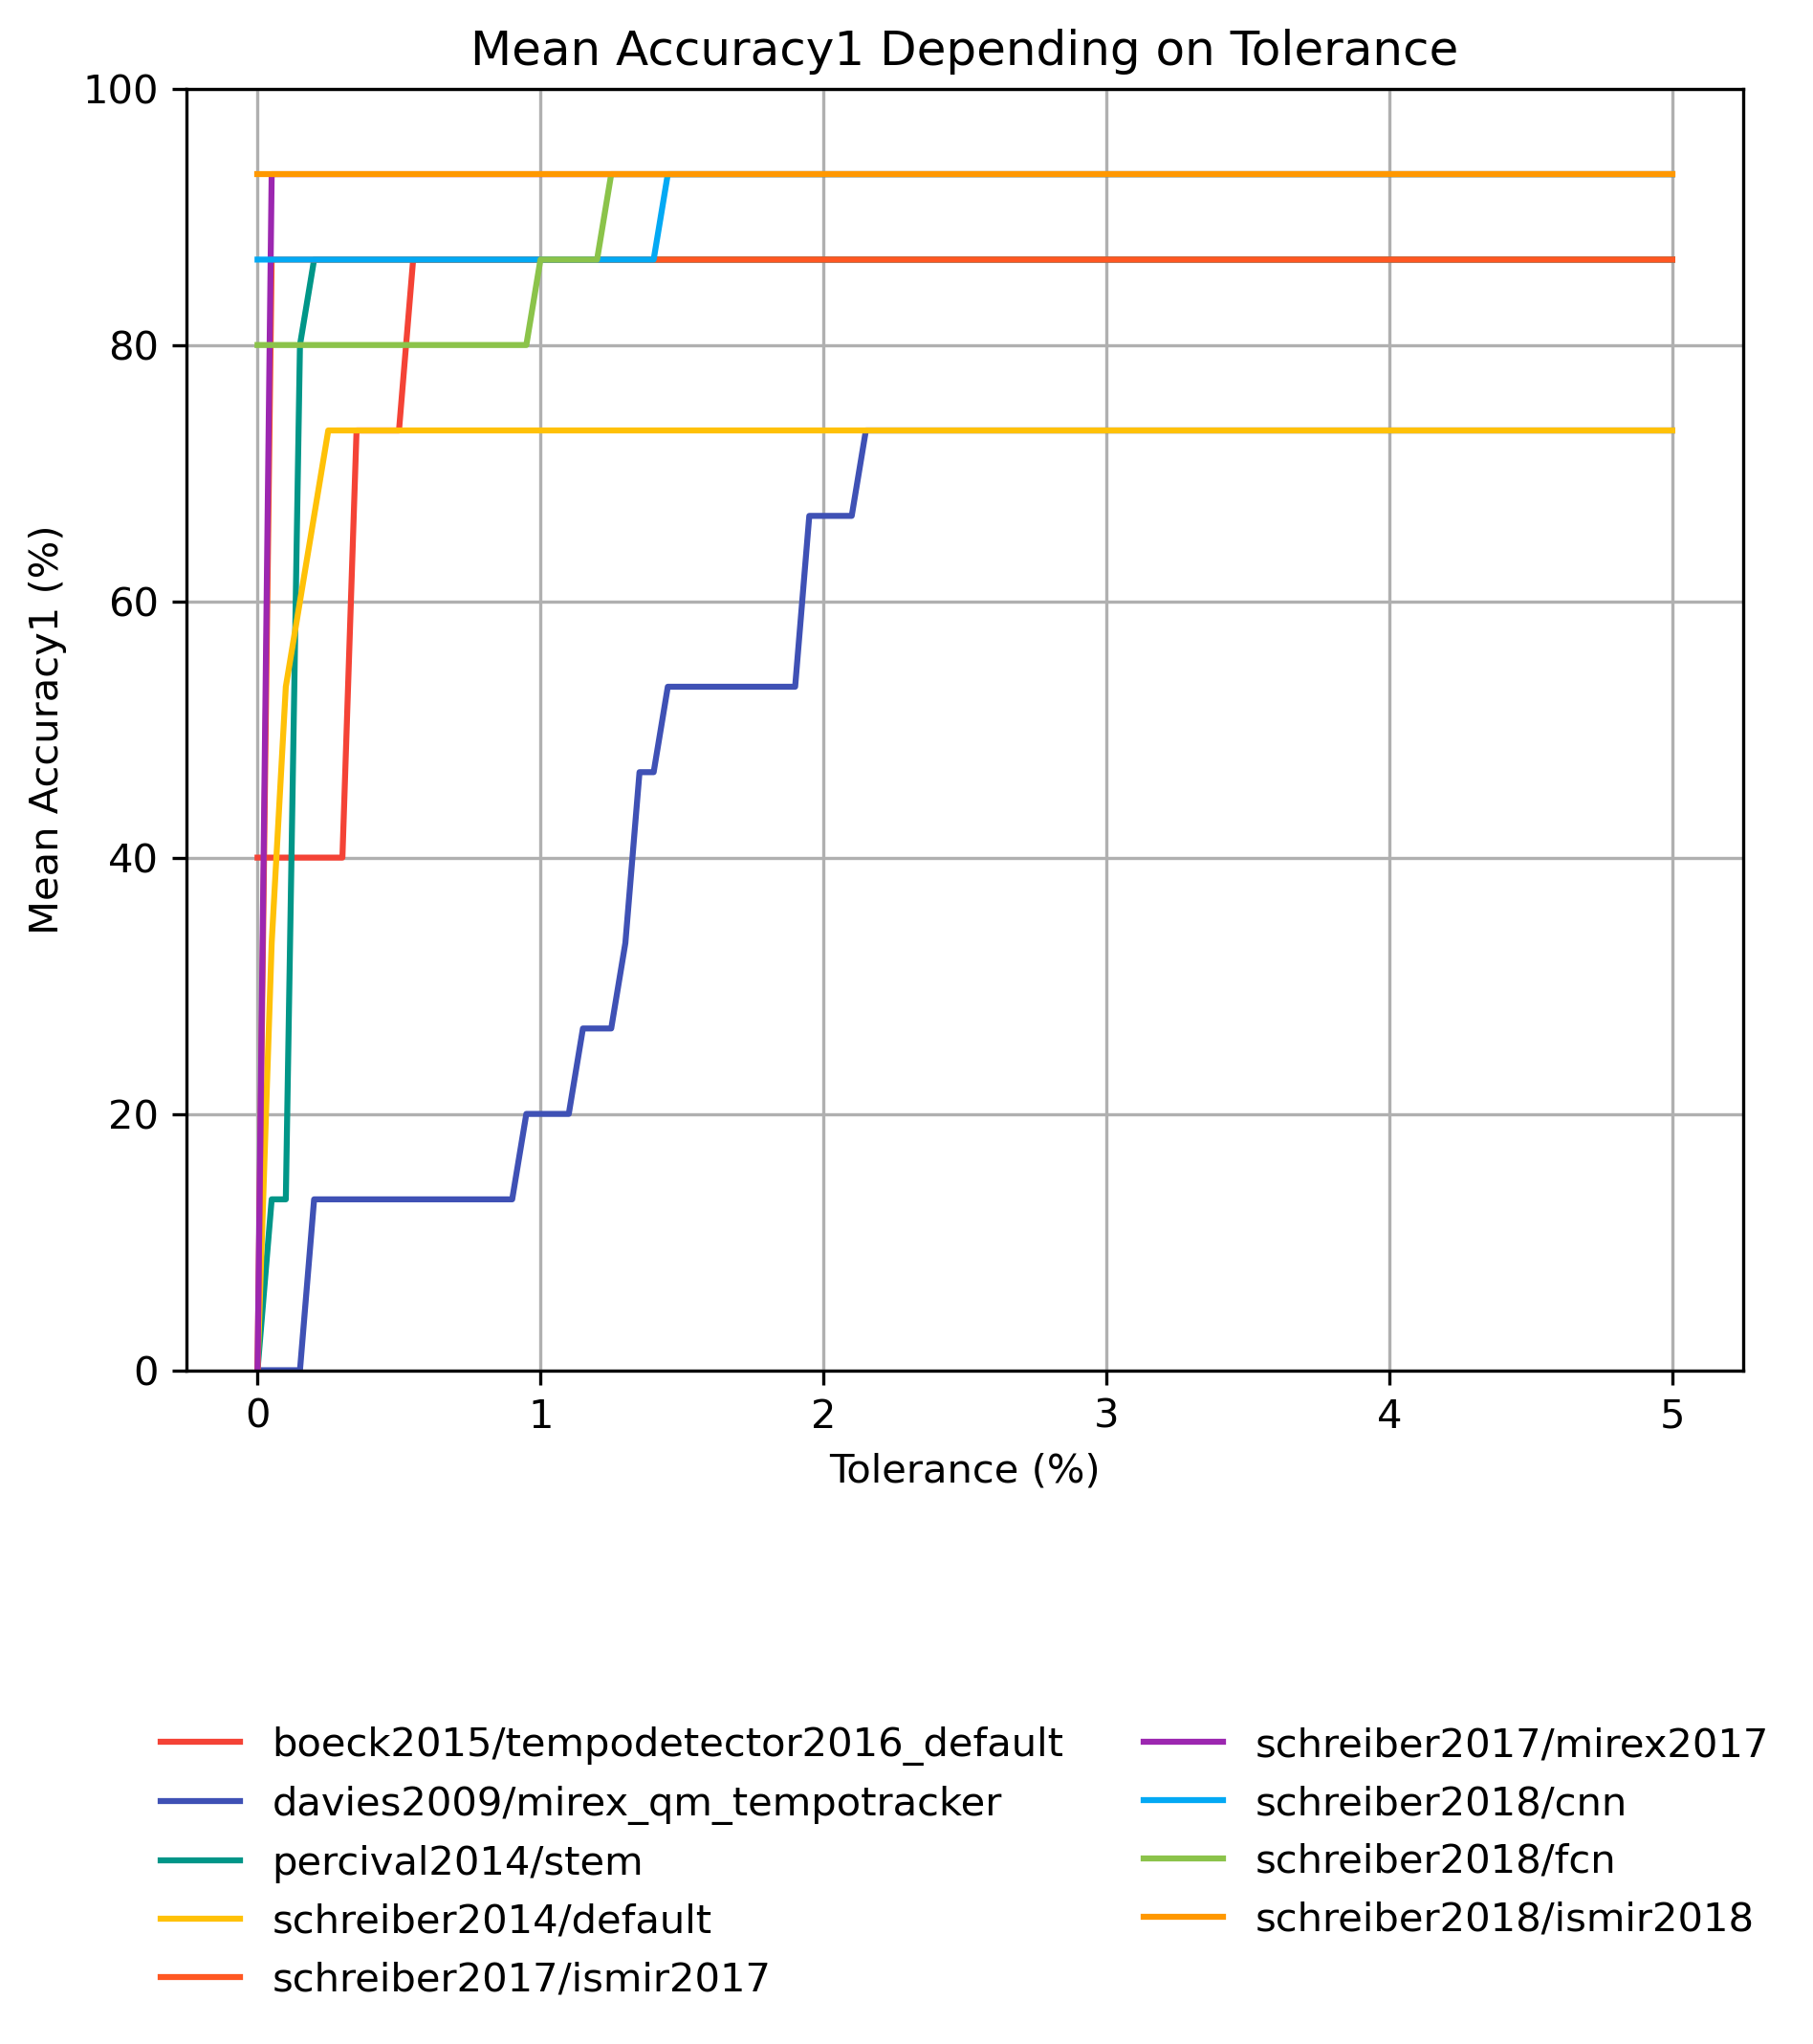 Mean Accuracy1 Depending on Tolerance
100
80
60
40
20
0
Mean Accuracy1 (%)
0 1 2 3 4 5
Tolerance (%)
boeck2015/tempodetector2016_default
davies2009/mirex_qm_tempotracker
percival2014/stem
schreiber2014/default
schreiber2017/ismir2017
schreiber2017/mirex2017
schreiber2018/cnn
schreiber2018/fcn
schreiber2018/ismir2018